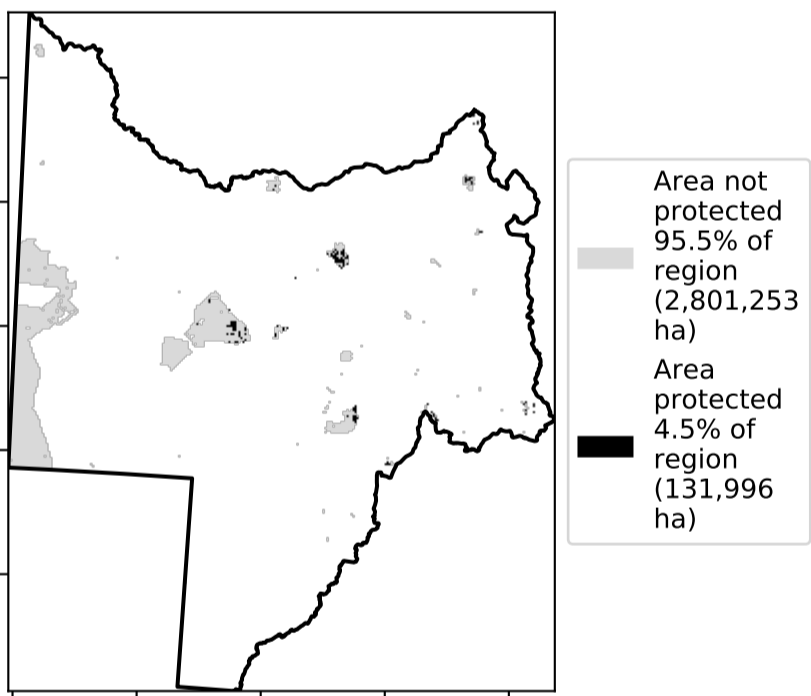 Area not
protected
95.5% of
region
(2,801,253
ha)
Area
protected
4.5% of
region
(131,996
ha)